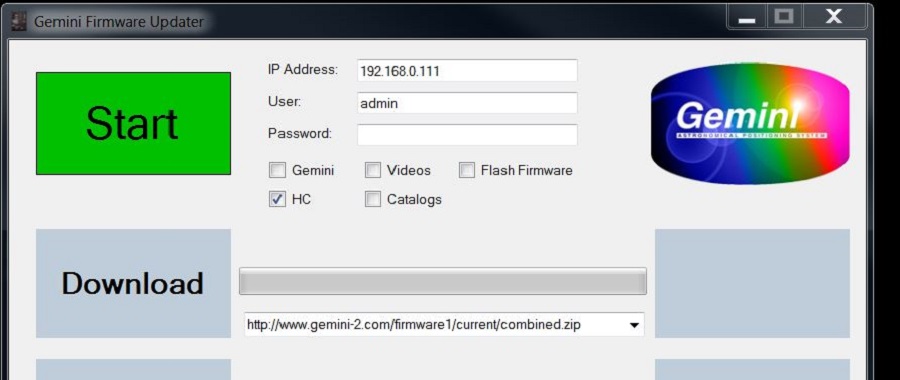 Gemini Firmware Updater
Start
IP Address: 192.168.0.111
User: admin
Password:
Gemini Videos Flash Firmware
HC Catalogs
Gemini
ASTRONOMICAL POSITIONING SYSTEM
Download
http://www.gemini-2.com/firmware1/current/combined.zip